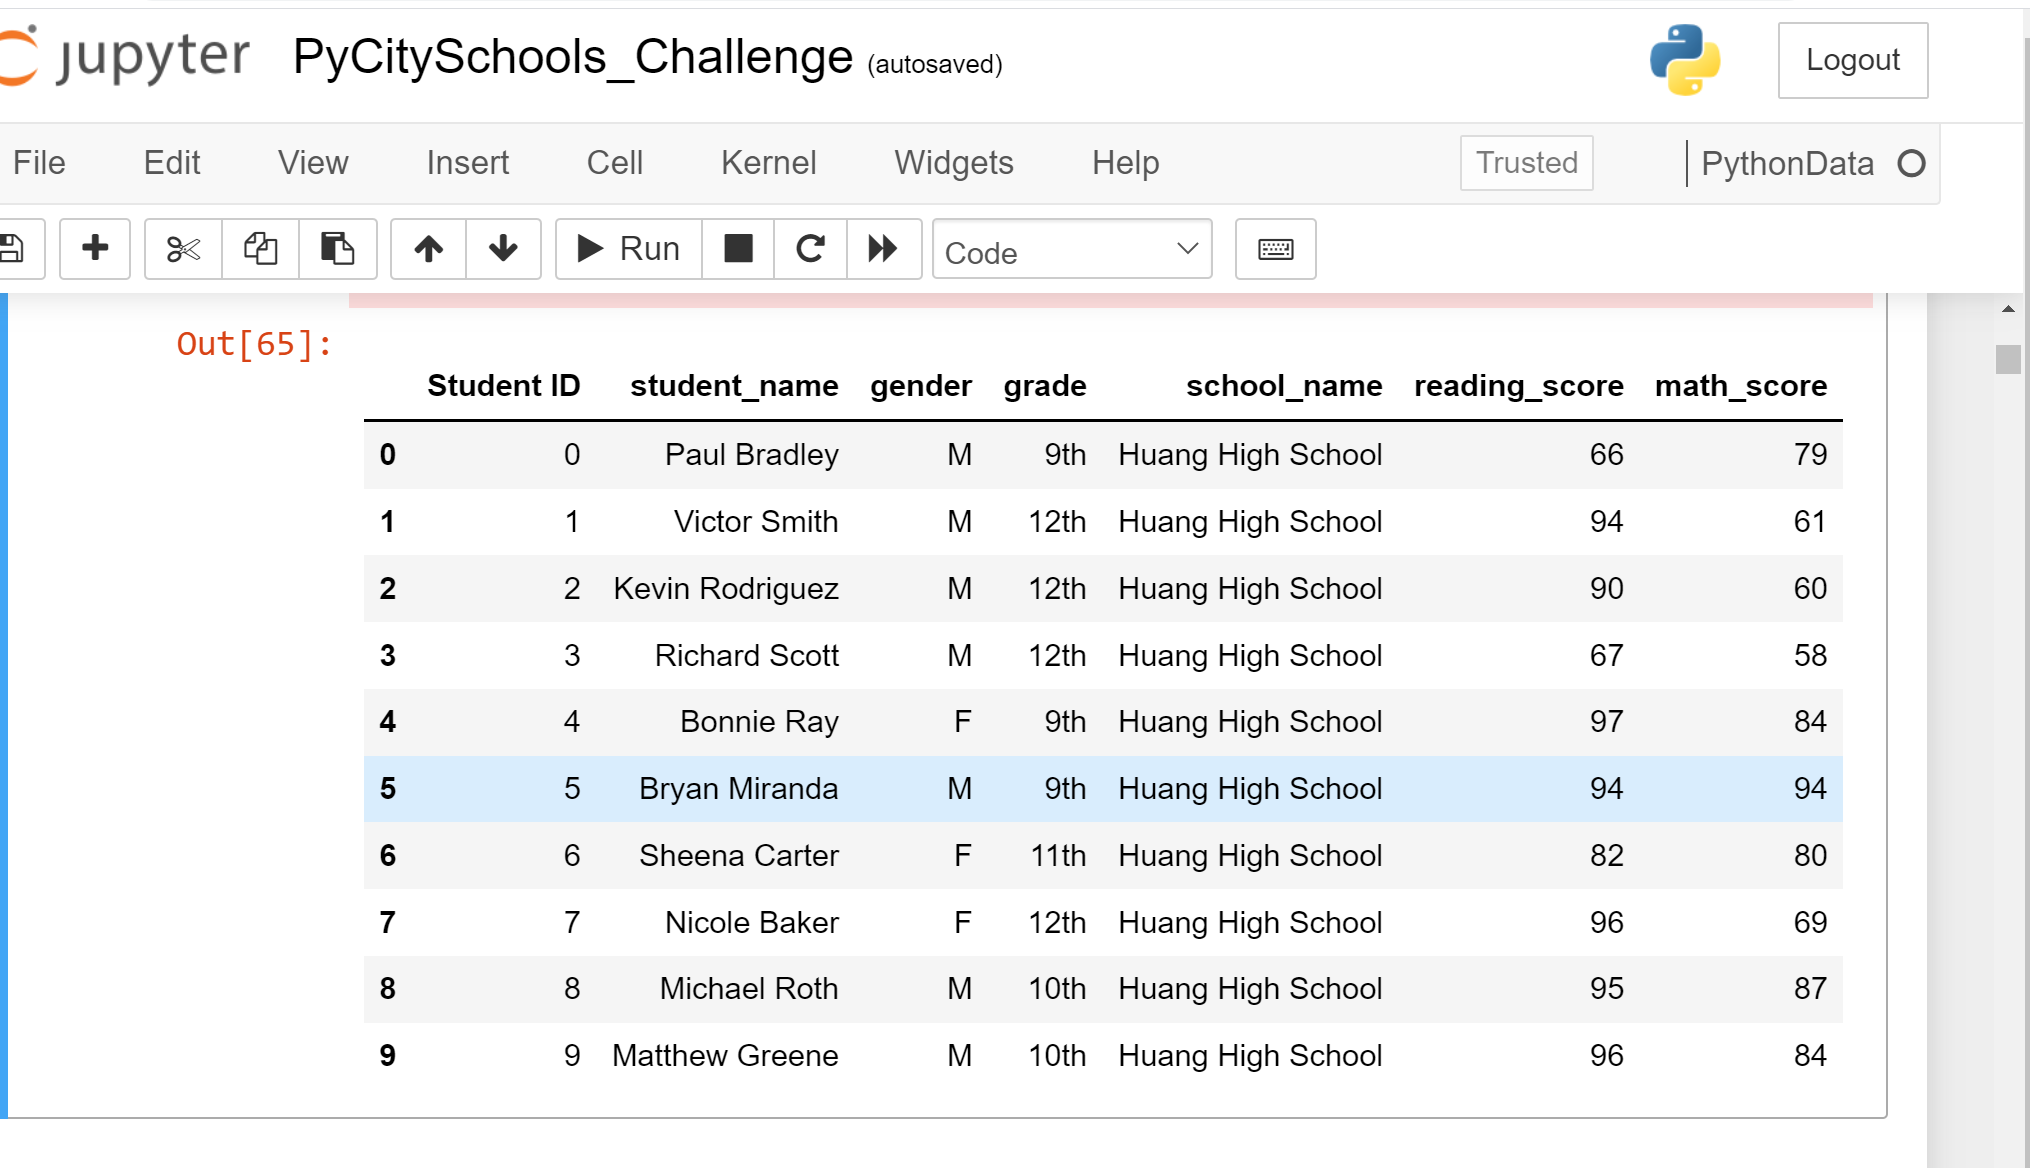 jupyter PyCitySchools_Challenge (autosaved) Logout
File Edit View Insert Cell Kernel Widgets Help Trusted PythonData
Run Code
Out[65]:
Student ID student_name gender grade school_name reading_score math_score
0 0 Paul Bradley M 9th Huang High School 66 79
1 1 Victor Smith M 12th Huang High School 94 61
2 2 Kevin Rodriguez M 12th Huang High School 90 60
3 3 Richard Scott M 12th Huang High School 67 58
4 4 Bonnie Ray F 9th Huang High School 97 84
5 5 Bryan Miranda M 9th Huang High School 94 94
6 6 Sheena Carter F 11th Huang High School 82 80
7 7 Nicole Baker F 12th Huang High School 96 69
8 8 Michael Roth M 10th Huang High School 95 87
9 9 Matthew Greene M 10th Huang High School 96 84